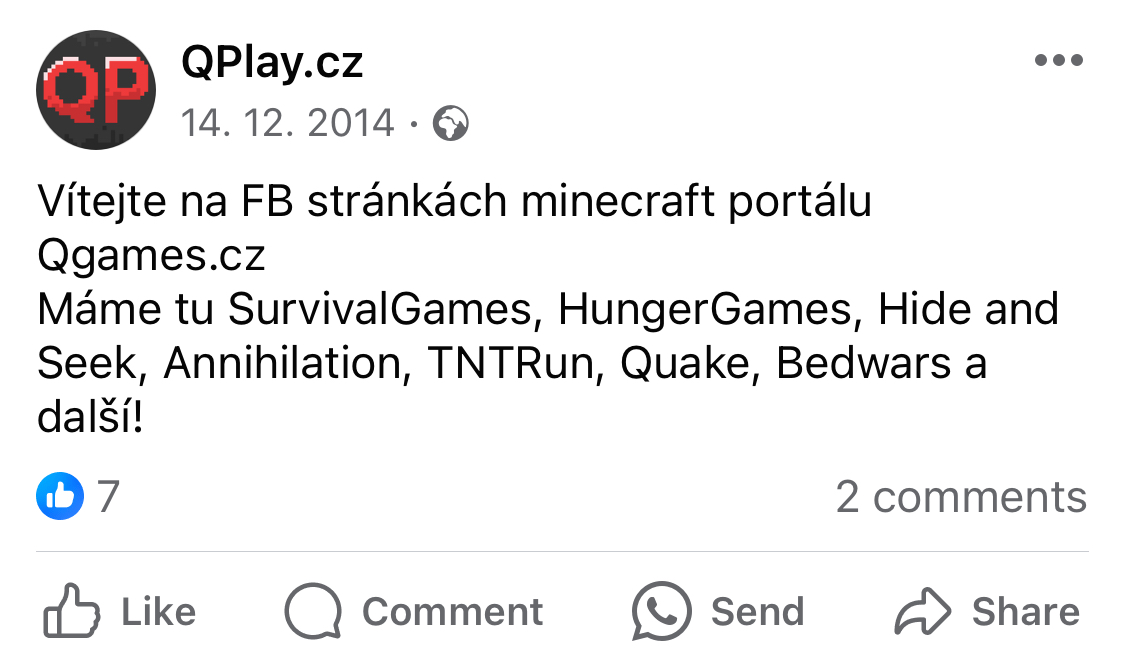 QP
QPlay.cz
14. 12. 2014 ·
Vítejte na FB stránkách minecraft portálu
Qgames.cz
Máme tu SurvivalGames, HungerGames, Hide and
Seek, Annihilation, TNTRun, Quake, Bedwars a
další!
7
2 comments
Like
Comment
Send
Share